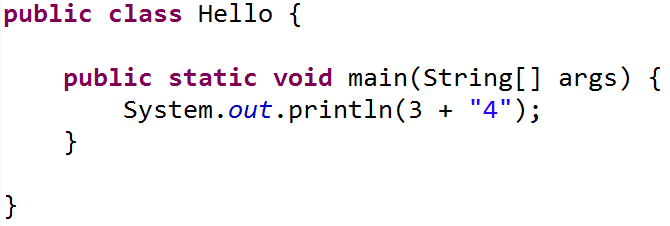 public class Hello {
public static void main(String[] args) {
System.out.println(3 + "4");
}
}